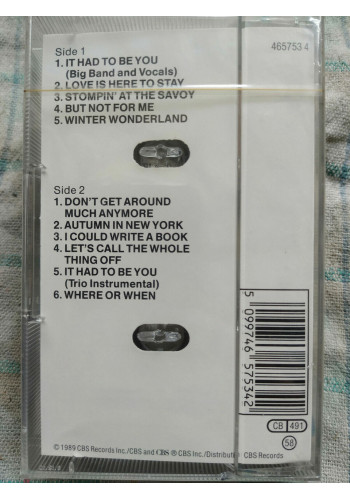 Side 1
465753 4
1. IT HAD TO BE YOU
(Big Band and Vocals)
2. LOVE IS HERE TO STAY
3. STOMPIN' AT THE SAVOY
4. BUT NOT FOR ME
5. WINTER WONDERLAND
Side 2
1. DON'T GET AROUND
MUCH ANYMORE
2. AUTUMN IN NEW YORK
3. I COULD WRITE A BOOK
4. LET'S CALL THE WHOLE
THING OFF
5. IT HAD TO BE YOU
(Trio Instrumental)
6. WHERE OR WHEN
5 099746 575342
CB 491
58
© 1989 CBS Records Inc./CBS and CBS ® CBS Inc./Distributi CBS Records